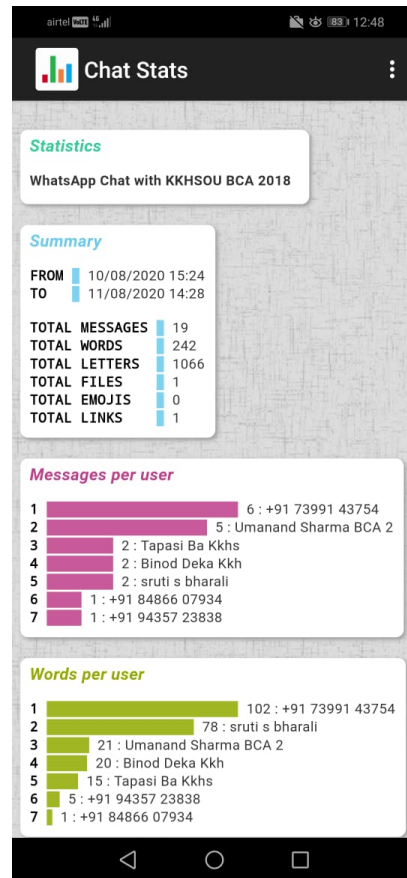 airtel VoLTE 4G 83 12:48
Chat Stats
Statistics
WhatsApp Chat with KKHSOU BCA 2018
Summary
FROM 10/08/2020 15:24
TO 11/08/2020 14:28
TOTAL MESSAGES 19
TOTAL WORDS 242
TOTAL LETTERS 1066
TOTAL FILES 1
TOTAL EMOJIS 0
TOTAL LINKS 1
Messages per user
1 6 : +91 73991 43754
2 5 : Umanand Sharma BCA 2
3 2 : Tapasi Ba Kkhs
4 2 : Binod Deka Kkh
5 2 : sruti s bharali
6 1 : +91 84866 07934
7 1 : +91 94357 23838
Words per user
1 102 : +91 73991 43754
2 78 : sruti s bharali
3 21 : Umanand Sharma BCA 2
4 20 : Binod Deka Kkh
5 15 : Tapasi Ba Kkhs
6 5 : +91 94357 23838
7 1 : +91 84866 07934